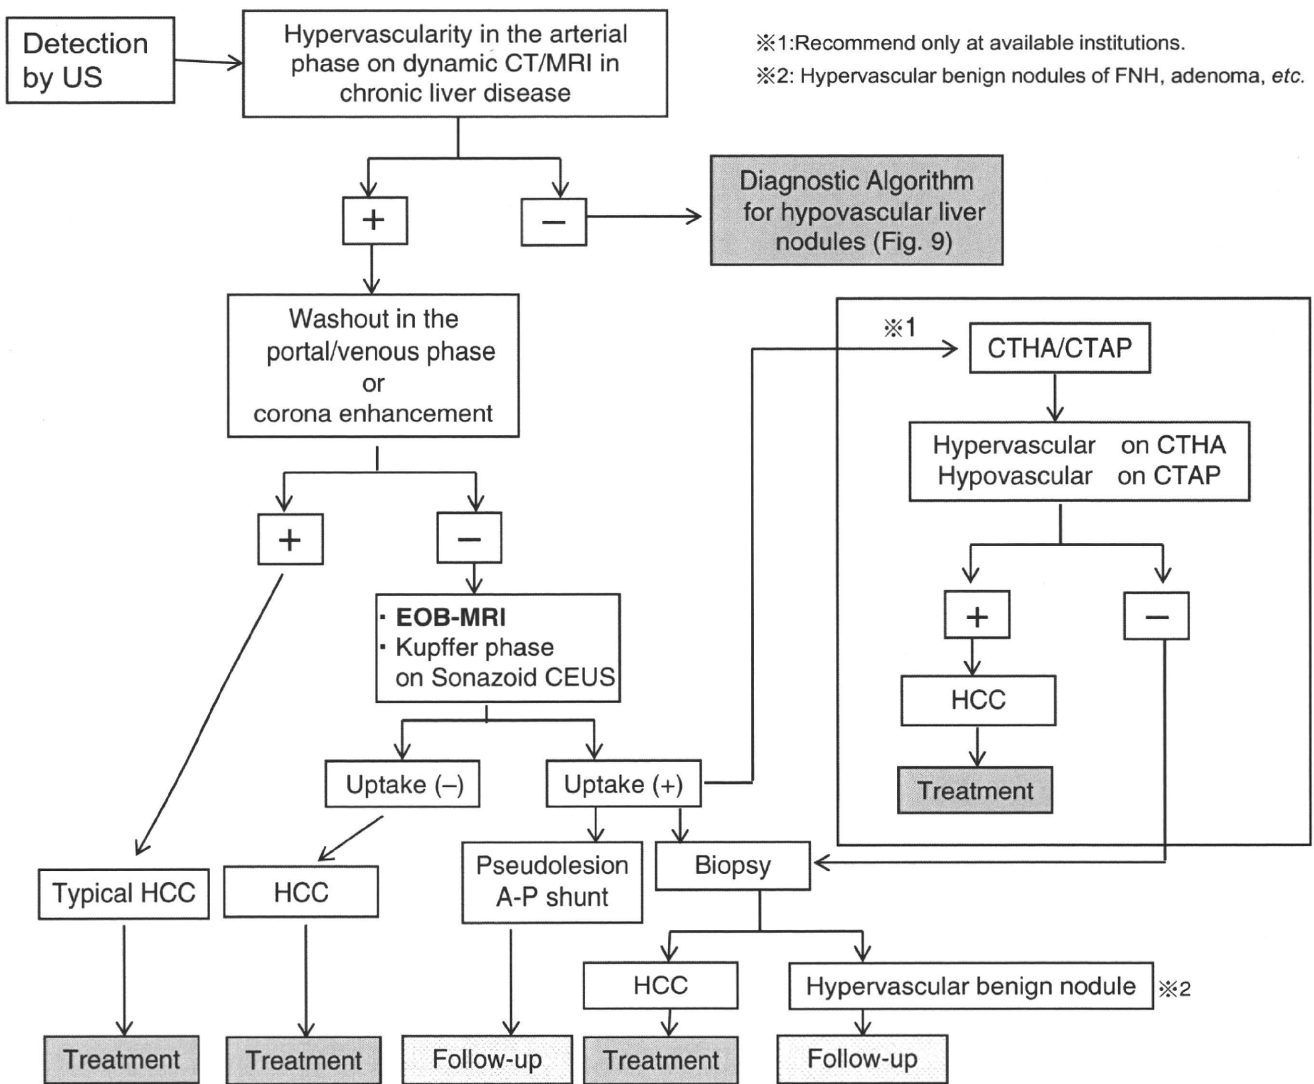 Detection
by US
Hypervascularity in the arterial
phase on dynamic CT/MRI in
chronic liver disease
※1:Recommend only at available institutions.
※2: Hypervascular benign nodules of FNH, adenoma, etc.
+
−
Diagnostic Algorithm
for hypovascular liver
nodules (Fig. 9)
Washout in the
portal/venous phase
or
corona enhancement
※1
CTHA/CTAP
Hypervascular on CTHA
Hypovascular on CTAP
+
−
+
−
· EOB-MRI
· Kupffer phase
on Sonazoid CEUS
HCC
Treatment
Uptake (−)
Uptake (+)
Typical HCC
HCC
Pseudolesion
A-P shunt
Biopsy
HCC
Hypervascular benign nodule ※2
Treatment
Treatment
Follow-up
Treatment
Follow-up